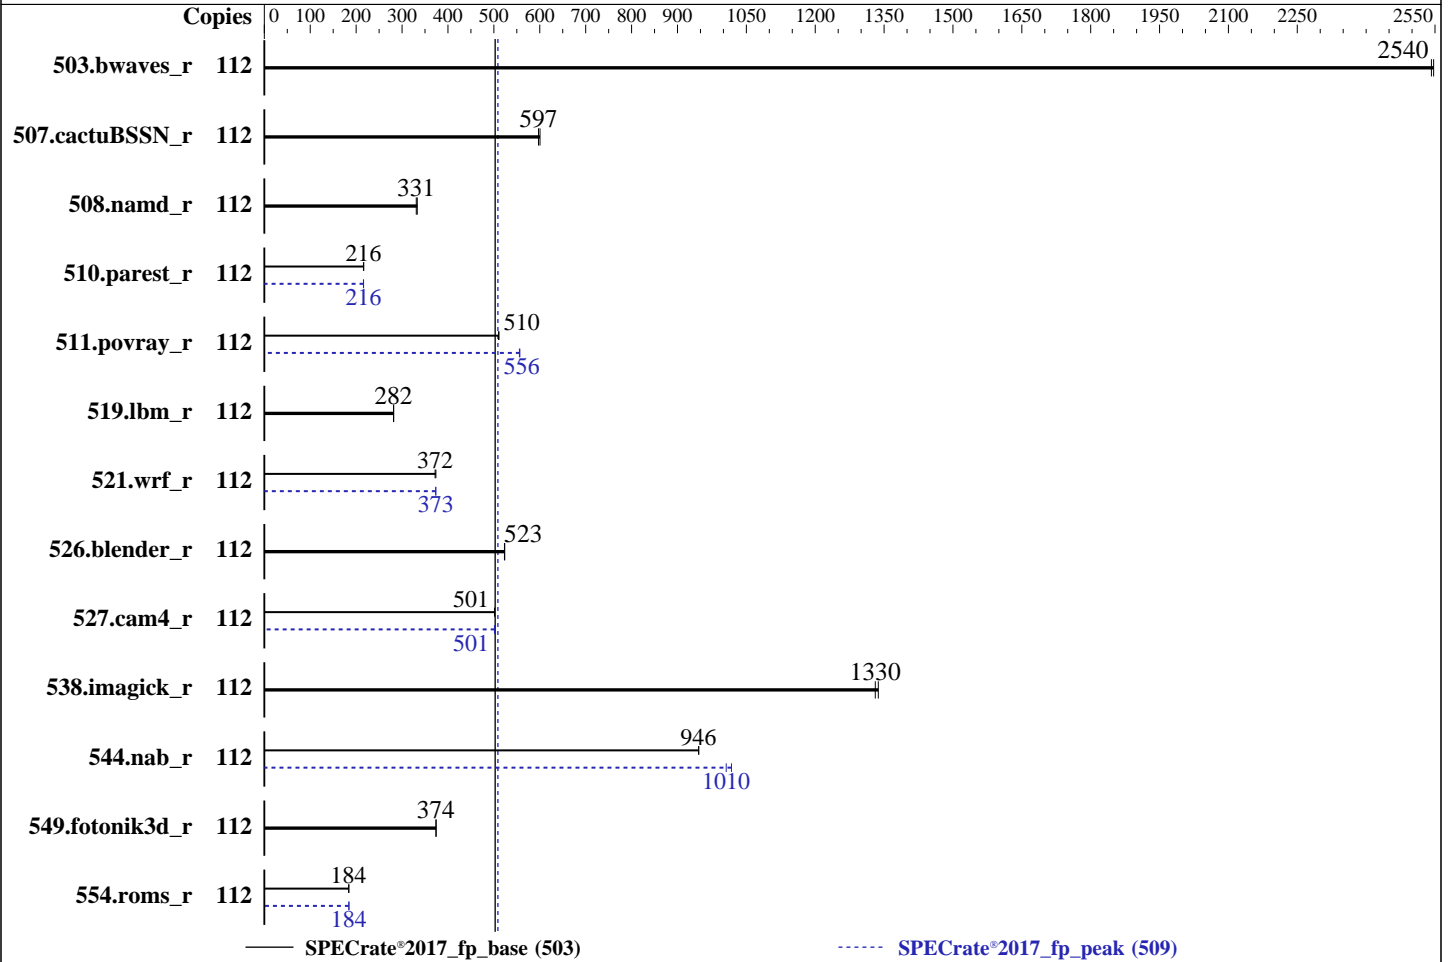 Copies 0 100 200 300 400 500 600 700 800 900 1050 1200 1350 1500 1650 1800 1950 2100 2250 2550
503.bwaves_r 112 2540
507.cactuBSSN_r 112 597
508.namd_r 112 331
510.parest_r 112 216
216
511.povray_r 112 510
556
519.lbm_r 112 282
521.wrf_r 112 372
373
526.blender_r 112 523
527.cam4_r 112 501
501
538.imagick_r 112 1330
544.nab_r 112 946
1010
549.fotonik3d_r 112 374
554.roms_r 112 184
184
SPECrate®2017_fp_base (503) SPECrate®2017_fp_peak (509)